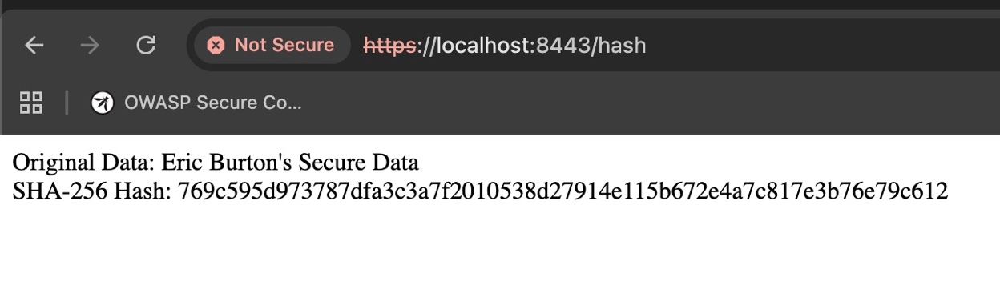 Not Secure https://localhost:8443/hash
OWASP Secure Co...
Original Data: Eric Burton's Secure Data
SHA-256 Hash: 769c595d973787dfa3c3a7f2010538d27914e115b672e4a7c817e3b76e79c612